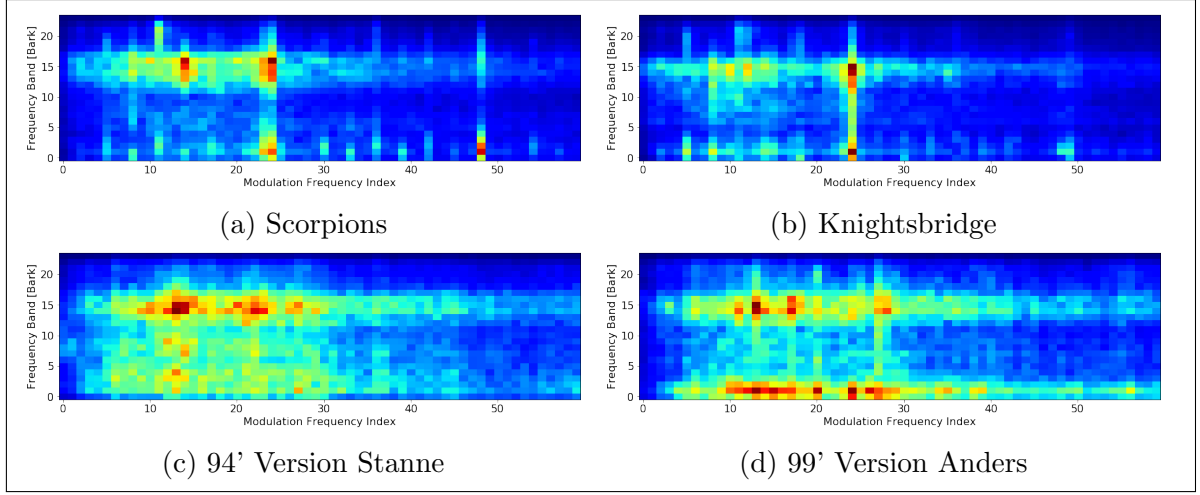 Frequency Band [Bark]
20
15
10
5
0
0 10 20 30 40 50
Modulation Frequency Index
(a) Scorpions
Frequency Band [Bark]
20
15
10
5
0
0 10 20 30 40 50
Modulation Frequency Index
(b) Knightsbridge
Frequency Band [Bark]
20
15
10
5
0
0 10 20 30 40 50
Modulation Frequency Index
(c) 94' Version Stanne
Frequency Band [Bark]
20
15
10
5
0
0 10 20 30 40 50
Modulation Frequency Index
(d) 99' Version Anders